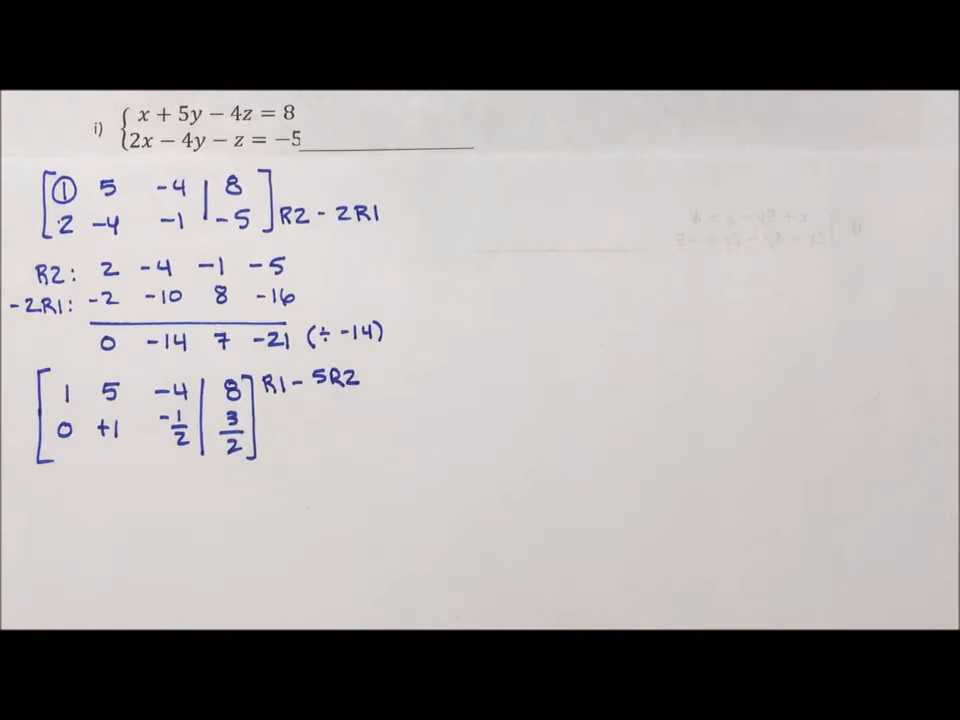 i) { x + 5y − 4z = 8
2x − 4y − z = −5
[ 1 5 -4 | 8 ]
[ 2 -4 -1 | -5 ] R2 - 2R1
R2: 2 -4 -1 -5
-2R1: -2 -10 8 -16
0 -14 7 -21 (÷ -14)
[ 1 5 -4 | 8 ] R1 - 5R2
[ 0 +1 -1/2 | 3/2 ]